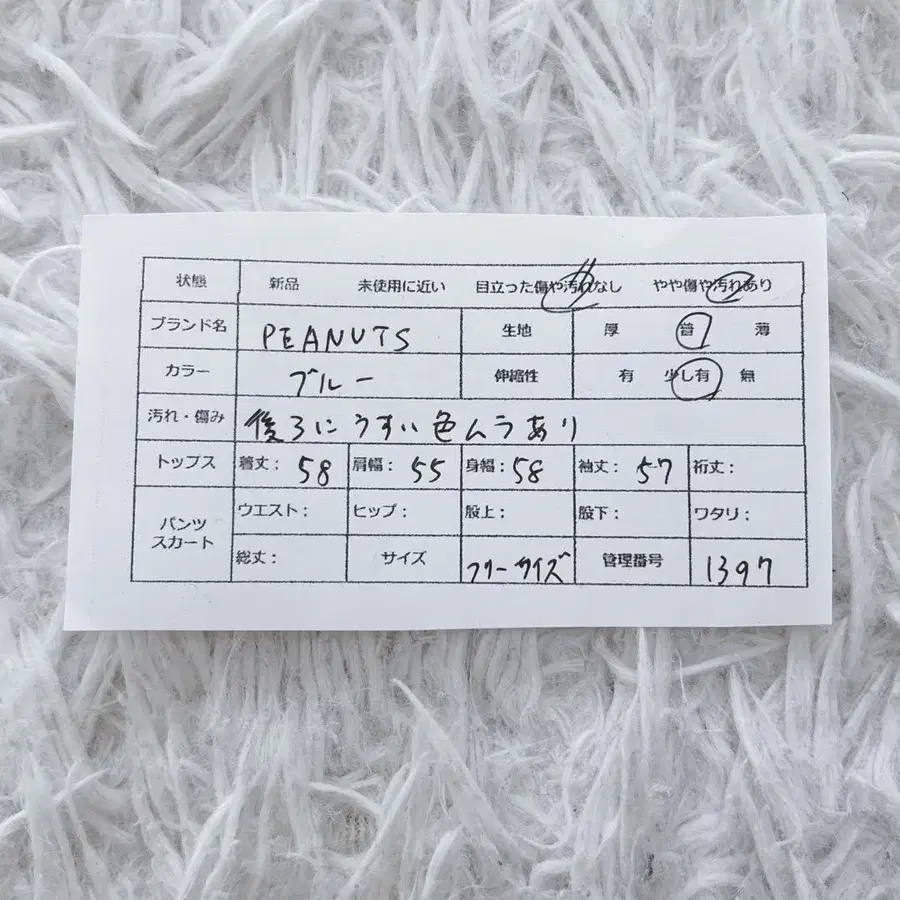 状態 新品 未使用に近い 目立った傷や汚れなし やや傷や汚れあり
ブランド名 PEANUTS 生地 厚 普 薄
カラー ブルー 伸縮性 有 少し有 無
汚れ・傷み 後ろにうすい色ムラあり
トップス 着丈: 58 肩幅: 55 身幅: 58 袖丈: 57 裄丈:
パンツ スカート ウエスト: ヒップ: 股上: 股下: ワタリ:
総丈: サイズ フリーサイズ 管理番号 1397